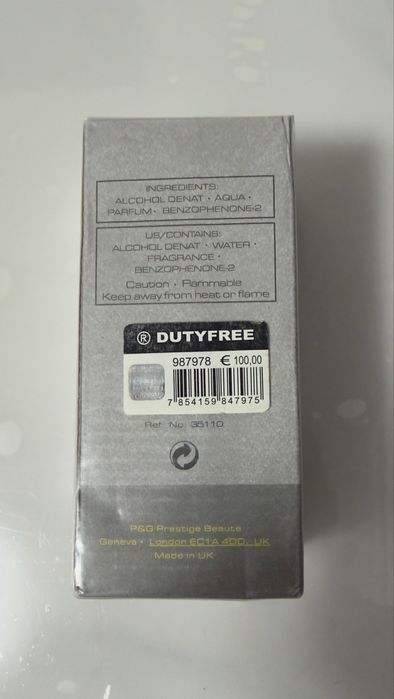 INGREDIENTS:
ALCOHOL DENAT • AQUA •
PARFUM • BENZOPHENONE-2
US/CONTAINS:
ALCOHOL DENAT • WATER •
FRAGRANCE •
BENZOPHENONE-2
Caution • Flammable
Keep away from heat or flame
® DUTYFREE
987978 € 100,00
7 854159 847975
Ref. No. 35110
P&G Prestige Beaute
Geneva • London EC1A 4DD, UK
Made in UK